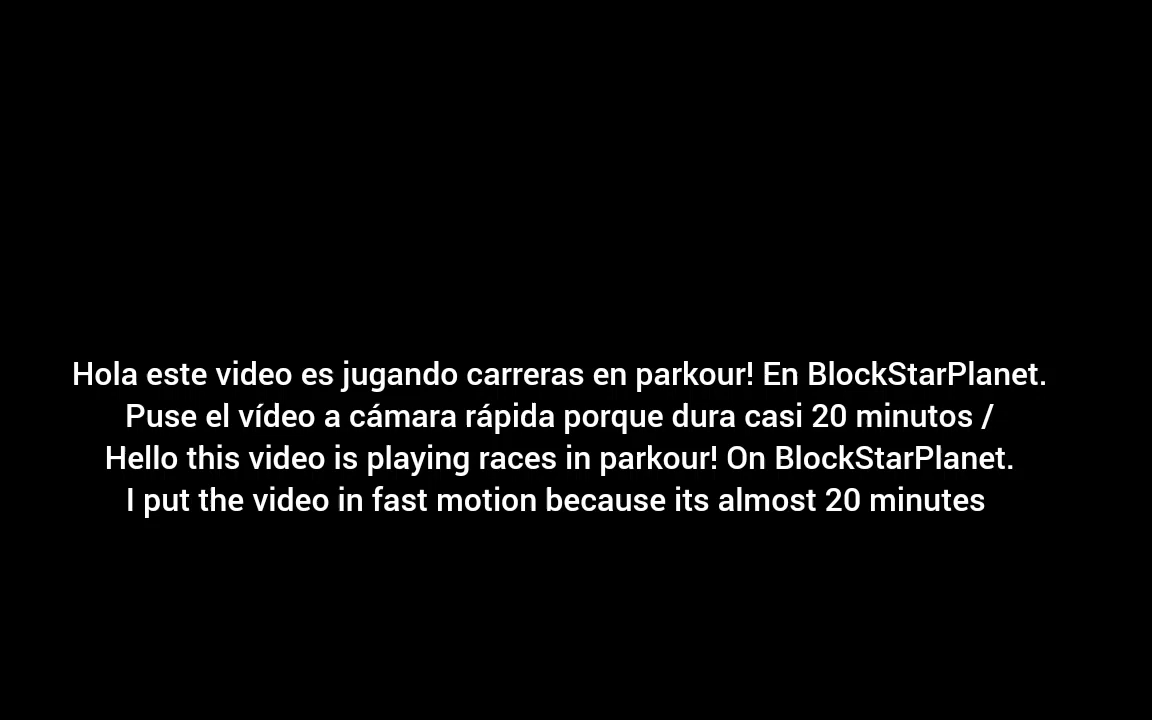 Hola este video es jugando carreras en parkour! En BlockStarPlanet.
Puse el vídeo a cámara rápida porque dura casi 20 minutos /
Hello this video is playing races in parkour! On BlockStarPlanet.
I put the video in fast motion because its almost 20 minutes